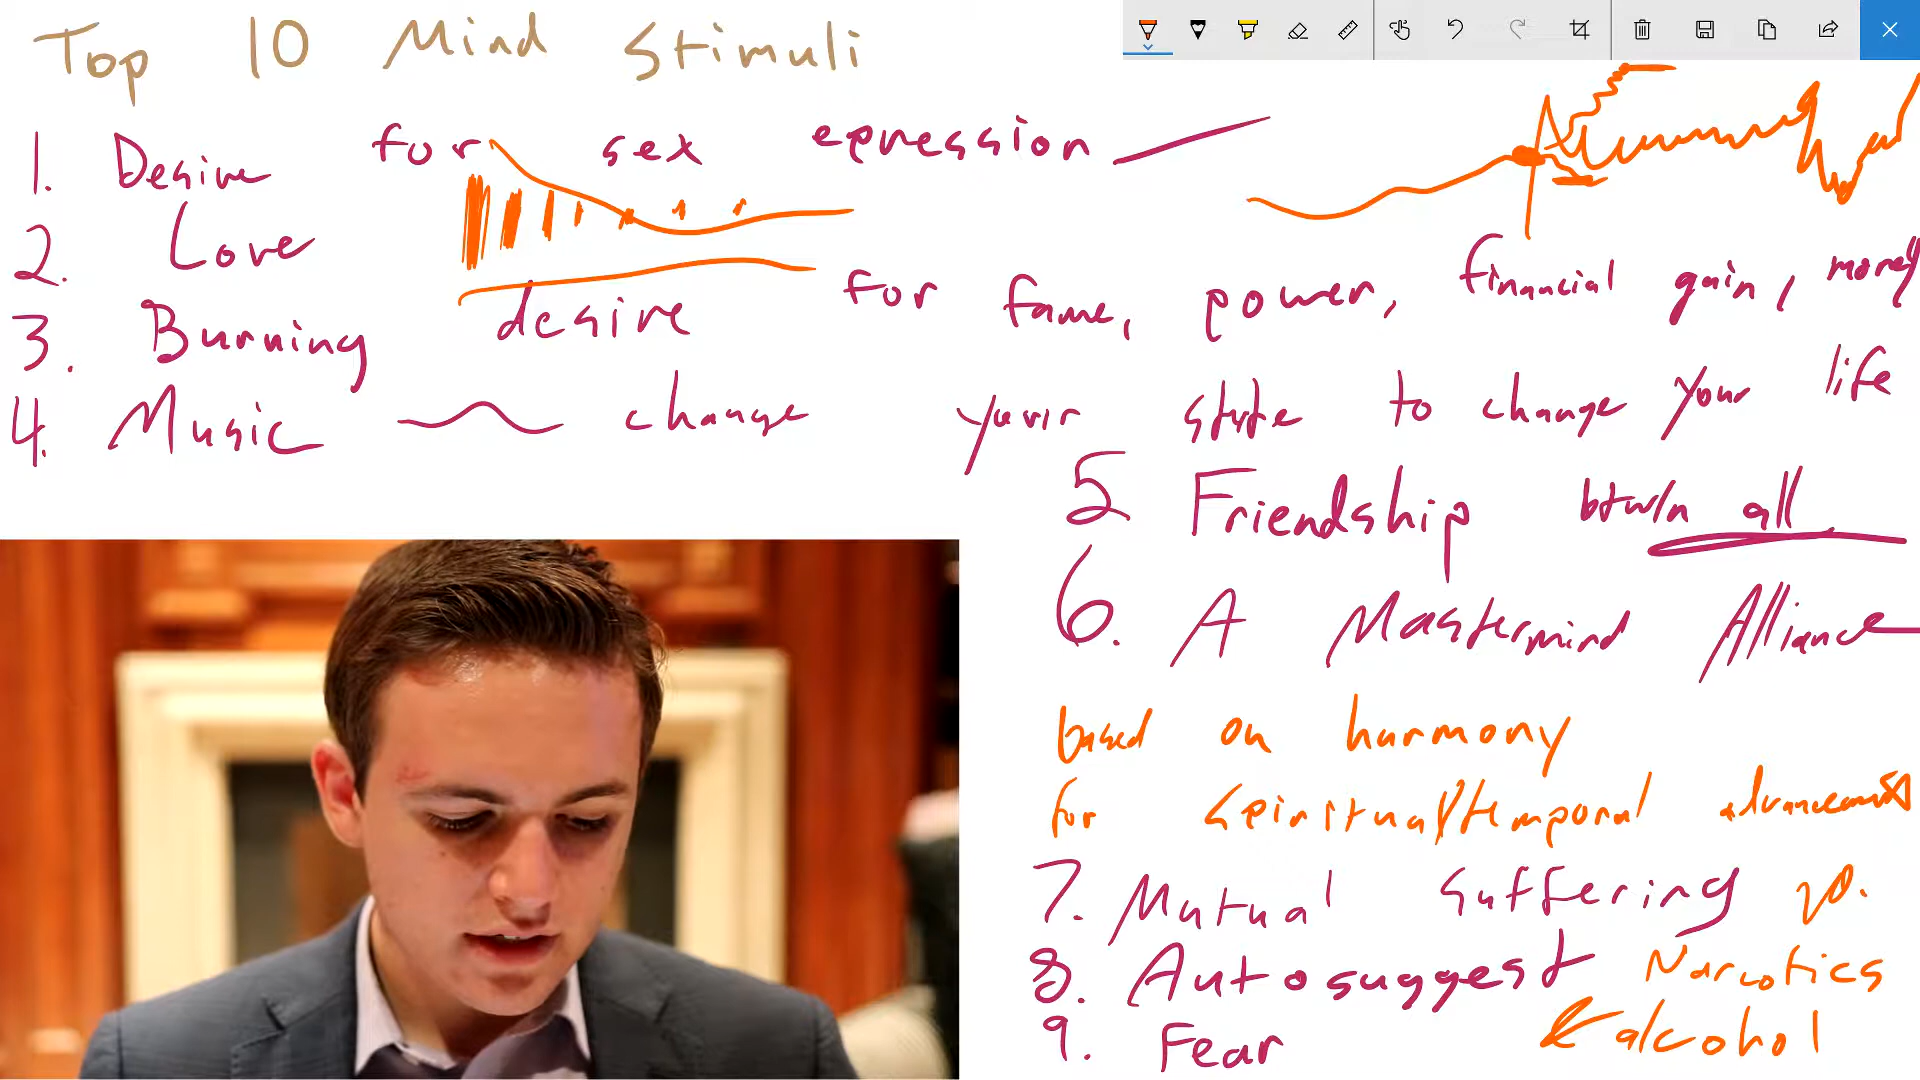 Top 10 Mind Stimuli
1. Desire for sex epression
2. Love
3. Burning desire for fame, power, financial gain, money
4. Music ~ change your state to change your life
5 Friendship btw/n all
6. A Mastermind Alliance
based on harmony
for spiritual/temporal advancement
7. Mutual Suffering
8. Autosuggest
9. Fear
10. Narcotics
& alcohol